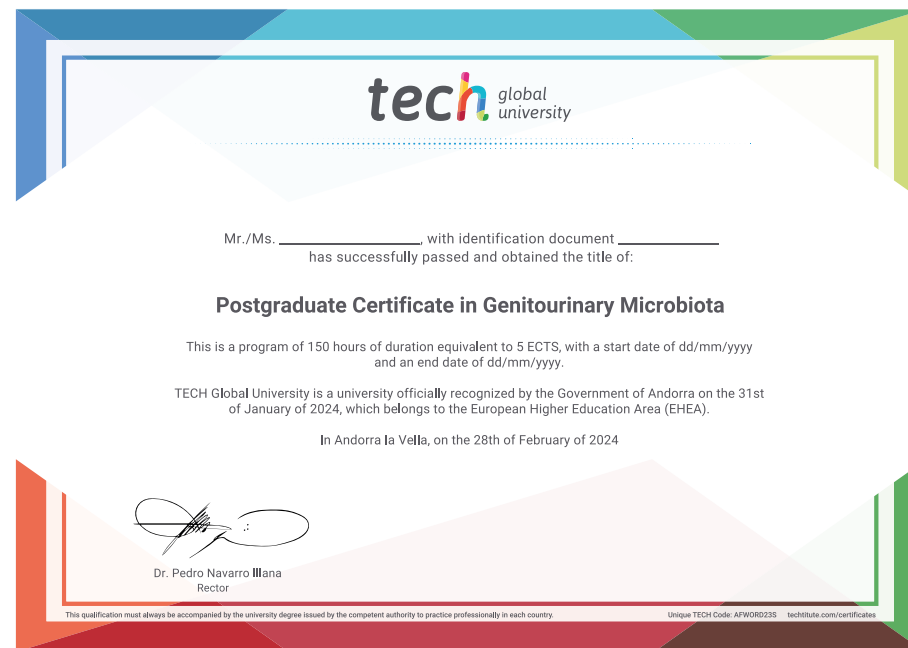 tech global
university
Mr./Ms. ____________________, with identification document ______________
has successfully passed and obtained the title of:
Postgraduate Certificate in Genitourinary Microbiota
This is a program of 150 hours of duration equivalent to 5 ECTS, with a start date of dd/mm/yyyy
and an end date of dd/mm/yyyy.
TECH Global University is a university officially recognized by the Government of Andorra on the 31st
of January of 2024, which belongs to the European Higher Education Area (EHEA).
In Andorra la Vella, on the 28th of February of 2024
Dr. Pedro Navarro Illana
Rector
This qualification must always be accompanied by the university degree issued by the competent authority to practice professionally in each country. Unique TECH Code: AFWORD23S techtitute.com/certificates